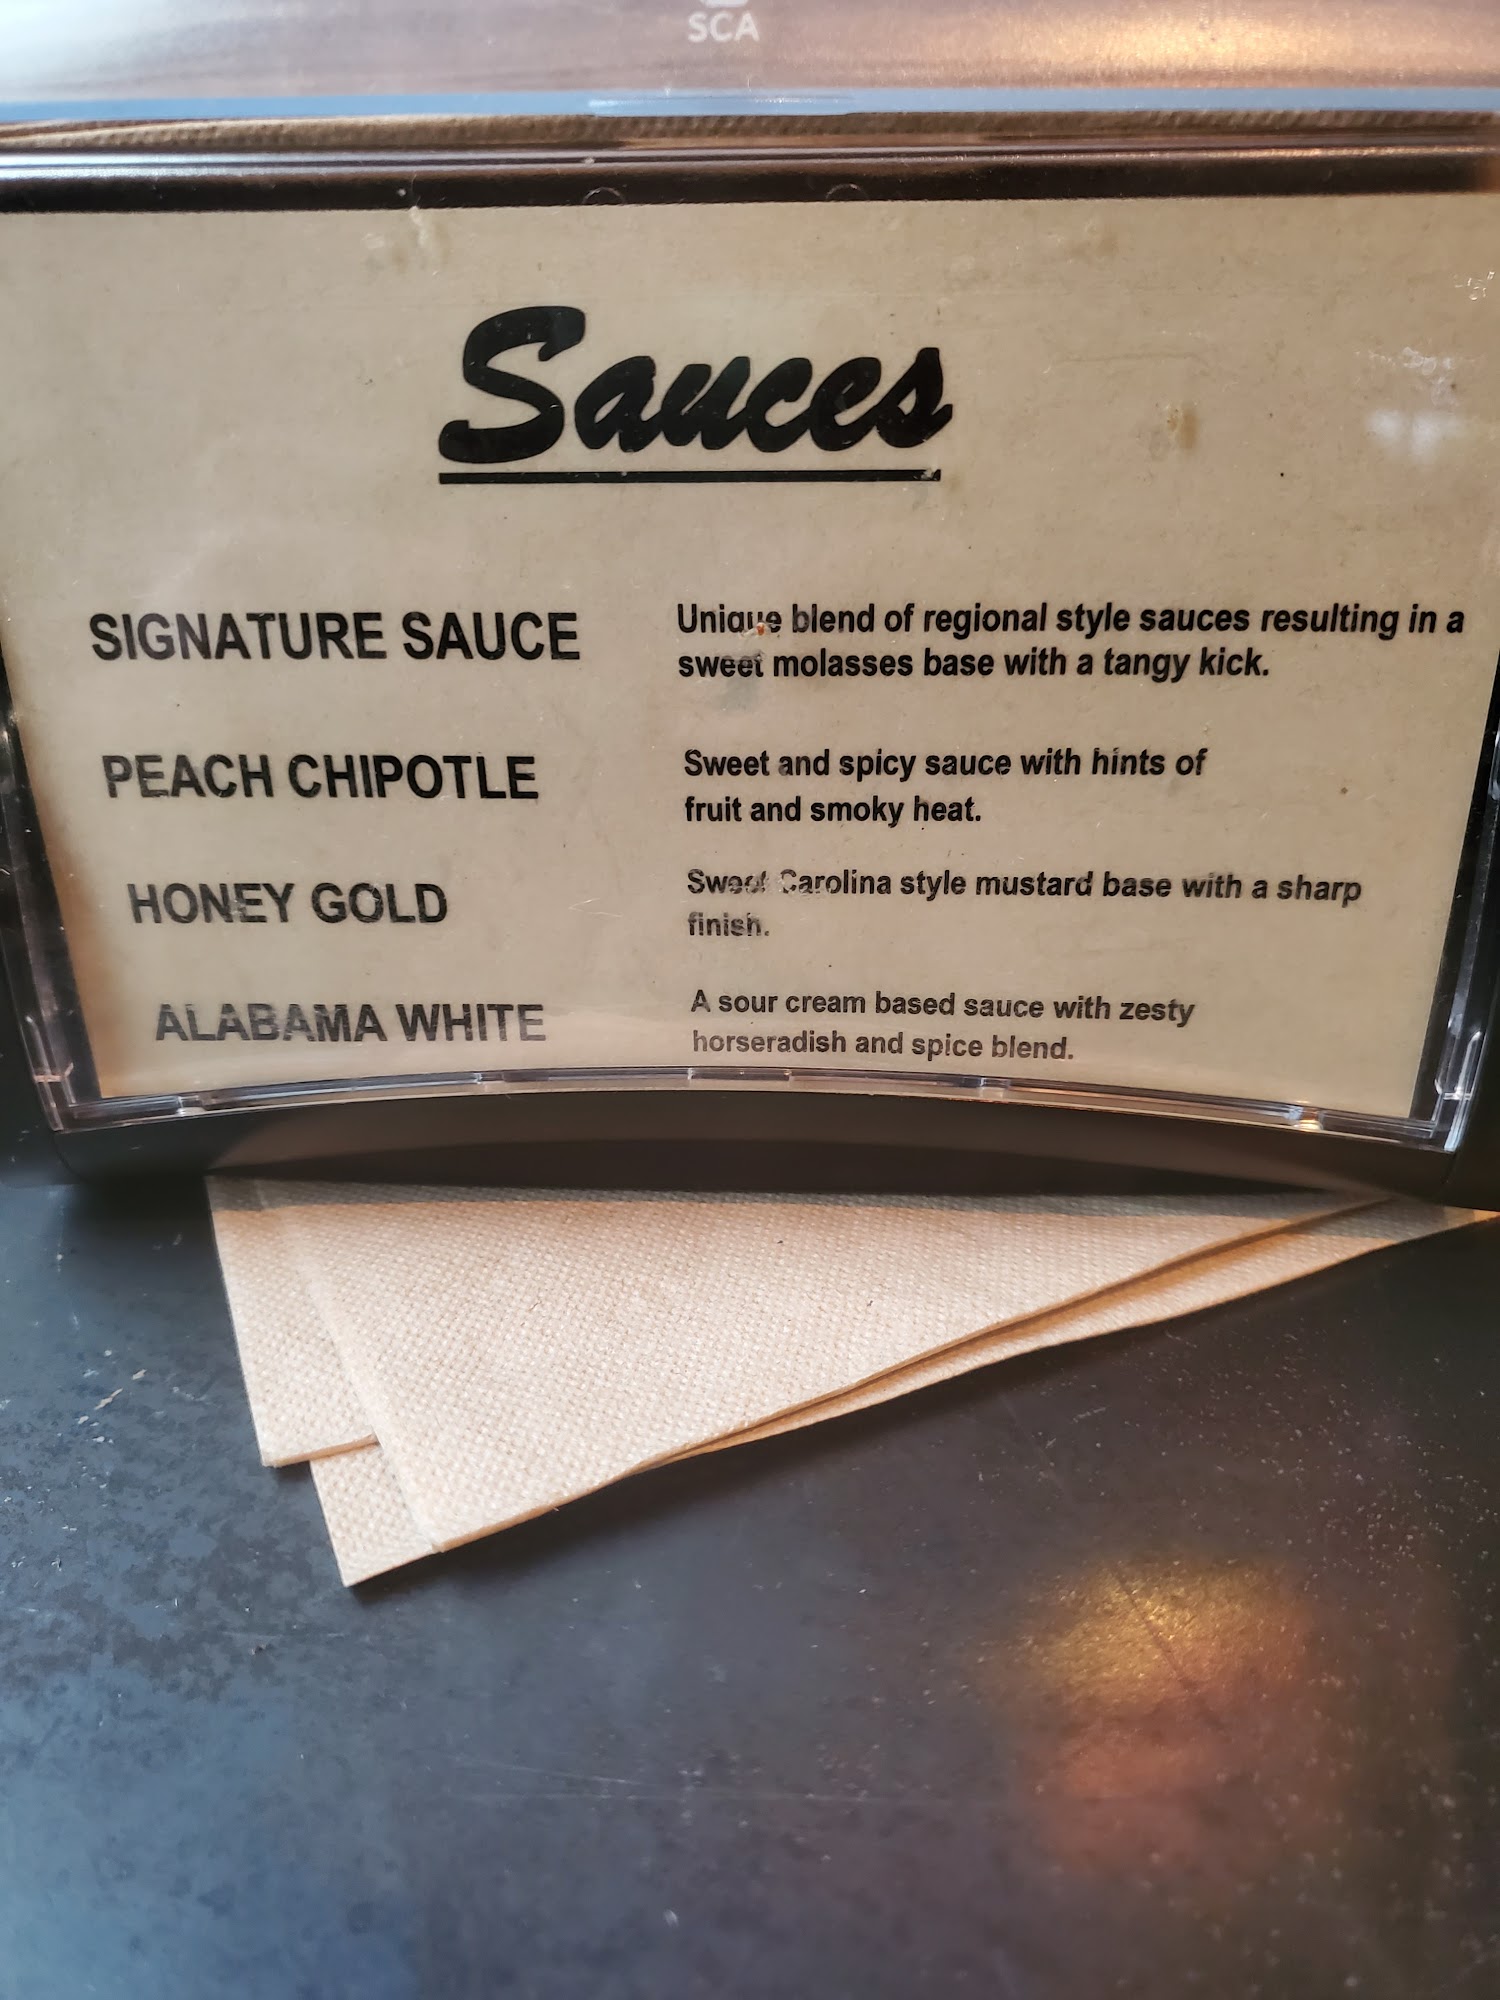 SCA
Sauces
SIGNATURE SAUCE
Unique blend of regional style sauces resulting in a
sweet molasses base with a tangy kick.
PEACH CHIPOTLE
Sweet and spicy sauce with hints of
fruit and smoky heat.
HONEY GOLD
Sweet Carolina style mustard base with a sharp
finish.
ALABAMA WHITE
A sour cream based sauce with zesty
horseradish and spice blend.